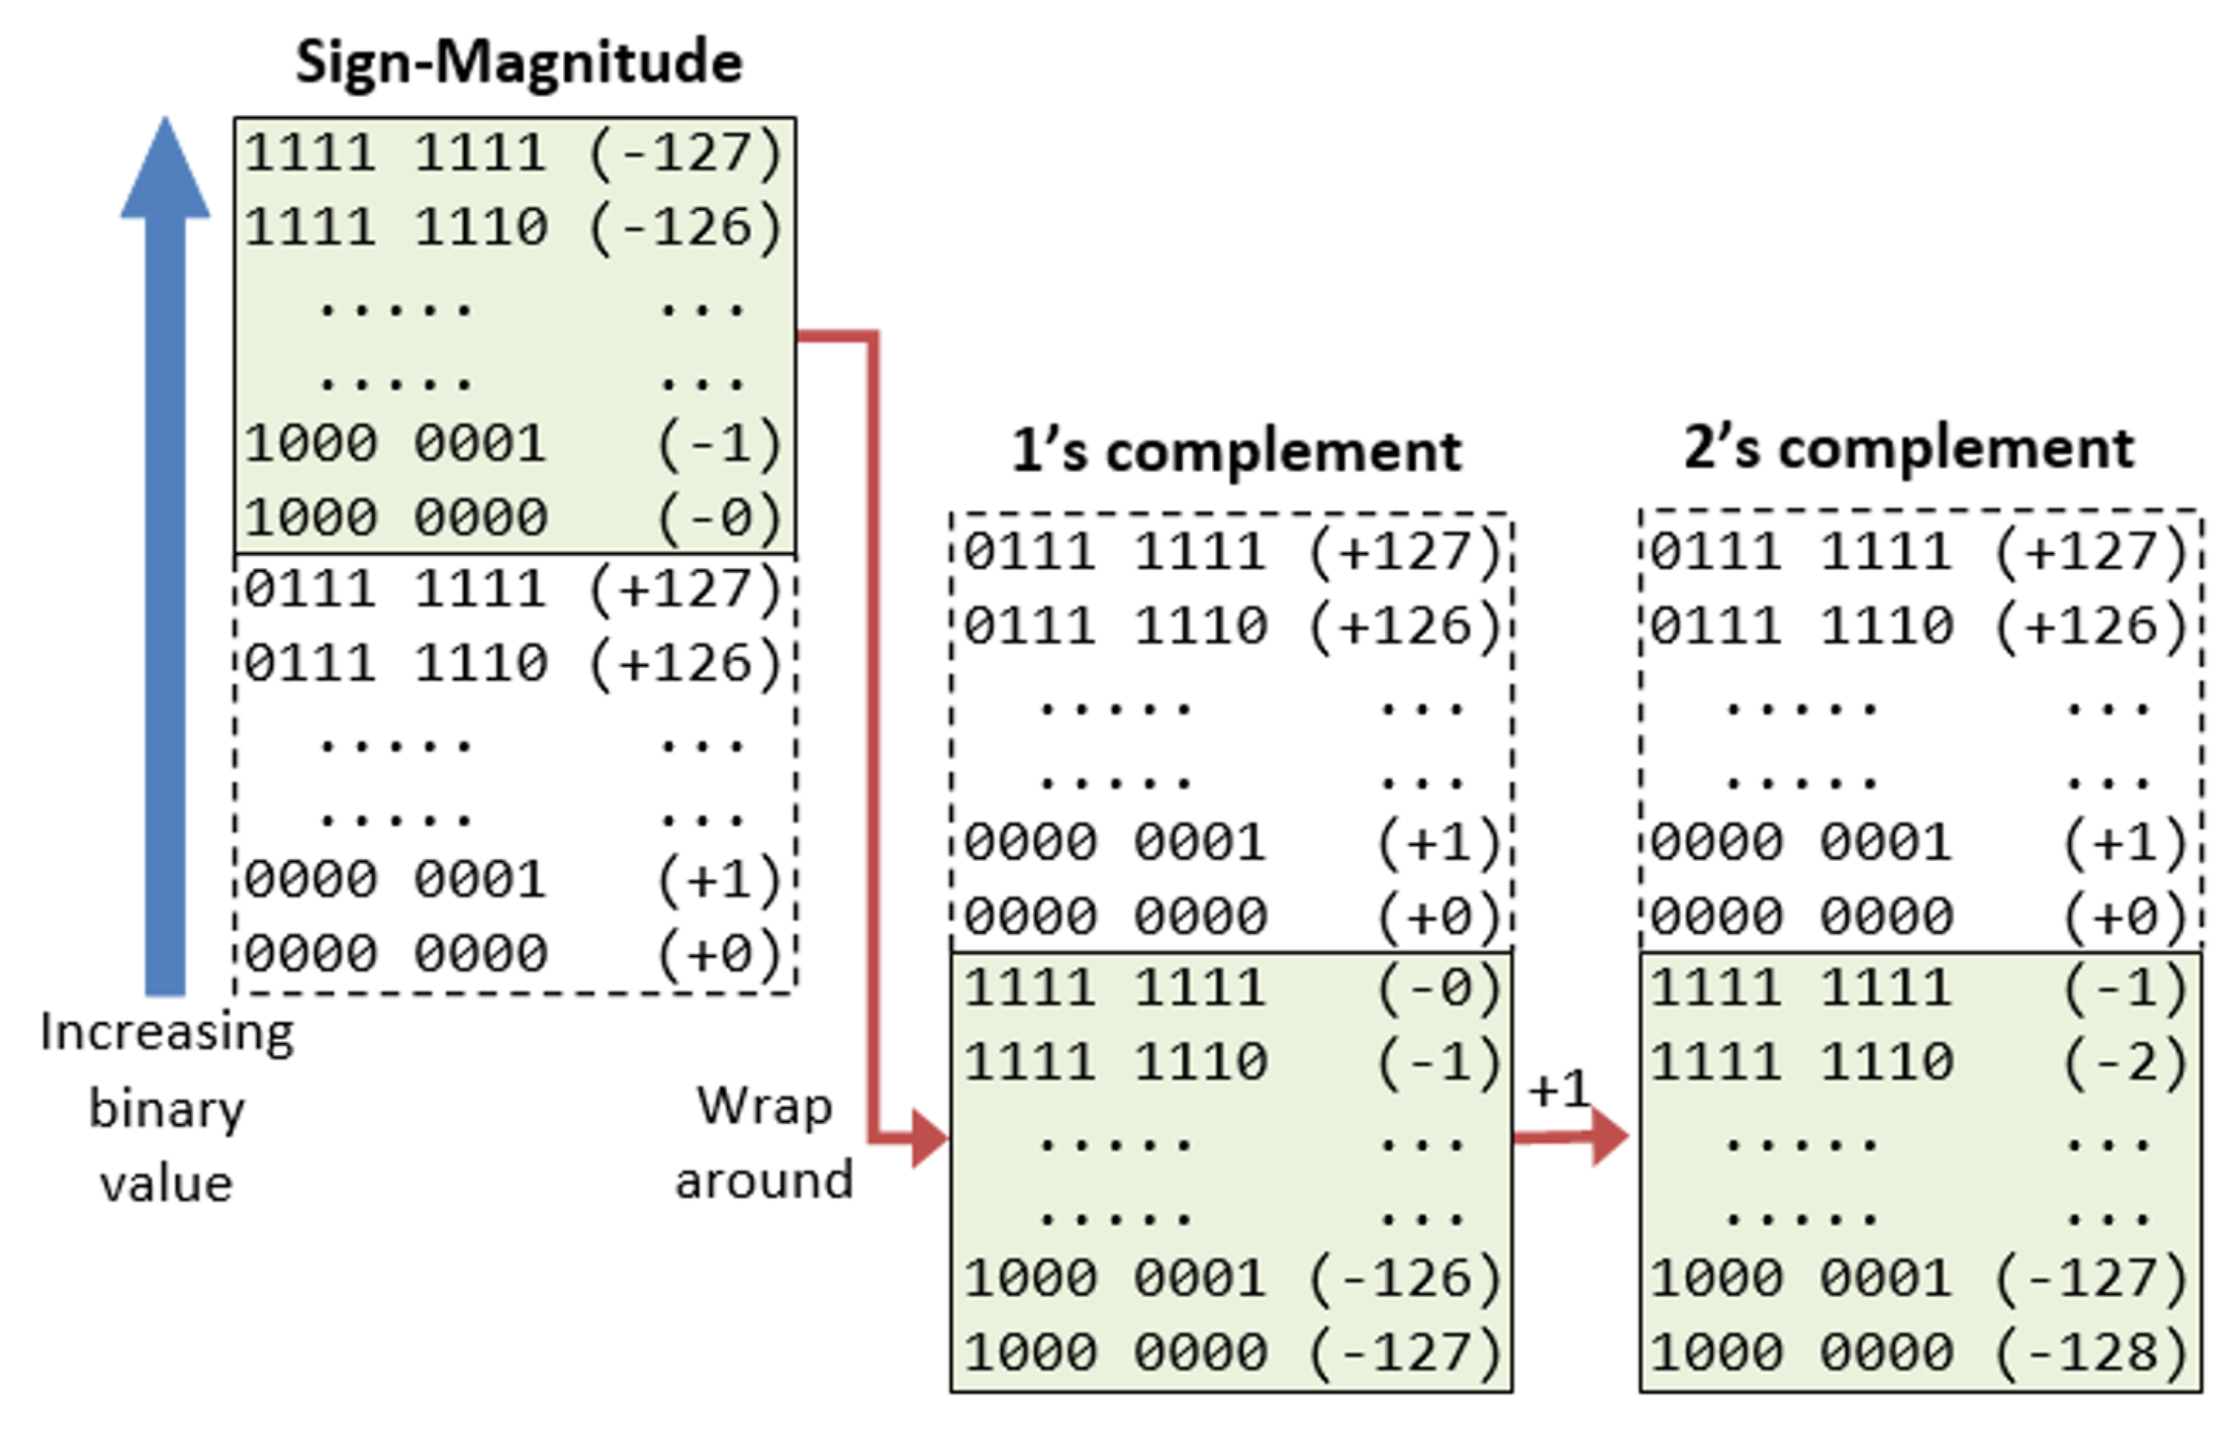 Sign-Magnitude
1111 1111 (-127)
1111 1110 (-126)
..... ...
..... ...
1000 0001 (-1)
1000 0000 (-0)
0111 1111 (+127)
0111 1110 (+126)
..... ...
..... ...
0000 0001 (+1)
0000 0000 (+0)
Increasing
binary
value
Wrap
around
1’s complement
0111 1111 (+127)
0111 1110 (+126)
..... ...
..... ...
0000 0001 (+1)
0000 0000 (+0)
1111 1111 (-0)
1111 1110 (-1)
..... ...
..... ...
1000 0001 (-126)
1000 0000 (-127)
+1
2’s complement
0111 1111 (+127)
0111 1110 (+126)
..... ...
..... ...
0000 0001 (+1)
0000 0000 (+0)
1111 1111 (-1)
1111 1110 (-2)
..... ...
..... ...
1000 0001 (-127)
1000 0000 (-128)